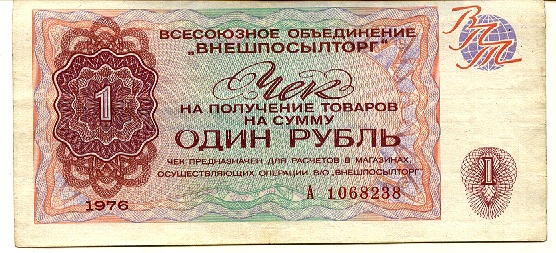 ВСЕСОЮЗНОЕ ОБЪЕДИНЕНИЕ
„ВНЕШПОСЫЛТОРГ"
ВПТ
Чек
НА ПОЛУЧЕНИЕ ТОВАРОВ
НА СУММУ
ОДИН РУБЛЬ
1
ЧЕК ПРЕДНАЗНАЧЕН ДЛЯ РАСЧЕТОВ В МАГАЗИНАХ,
ОСУЩЕСТВЛЯЮЩИХ ОПЕРАЦИИ В/О „ВНЕШПОСЫЛТОРГ"
1
А 1068238
1976